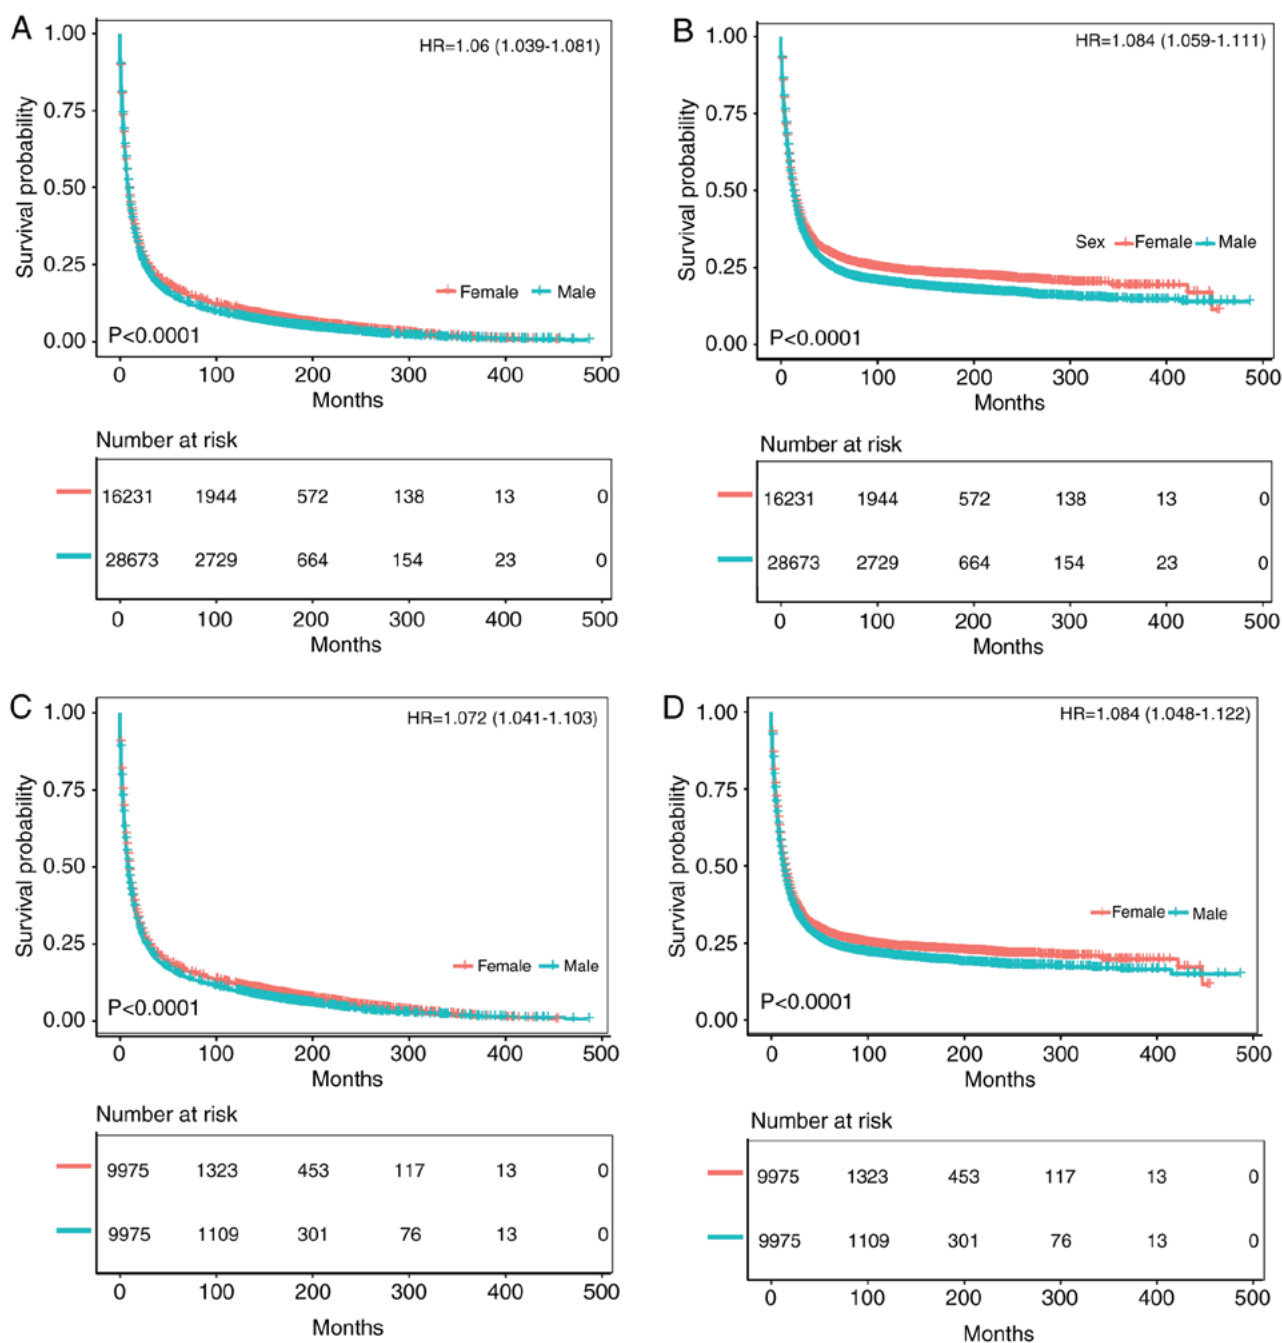 A
HR=1.06 (1.039-1.081)
Survival probability
1.00
0.75
0.50
0.25
0.00
Female Male
P<0.0001
0 100 200 300 400 500
Months
Number at risk
16231 1944 572 138 13 0
28673 2729 664 154 23 0
0 100 200 300 400 500
Months
B
HR=1.084 (1.059-1.111)
Survival probability
1.00
0.75
0.50
0.25
0.00
Sex Female Male
P<0.0001
0 100 200 300 400 500
Months
Number at risk
16231 1944 572 138 13 0
28673 2729 664 154 23 0
0 100 200 300 400 500
Months
C
HR=1.072 (1.041-1.103)
Survival probability
1.00
0.75
0.50
0.25
0.00
Female Male
P<0.0001
0 100 200 300 400 500
Months
Number at risk
9975 1323 453 117 13 0
9975 1109 301 76 13 0
0 100 200 300 400 500
Months
D
HR=1.084 (1.048-1.122)
Survival probability
1.00
0.75
0.50
0.25
0.00
Female Male
P<0.0001
0 100 200 300 400 500
Months
Number at risk
9975 1323 453 117 13 0
9975 1109 301 76 13 0
0 100 200 300 400 500
Months